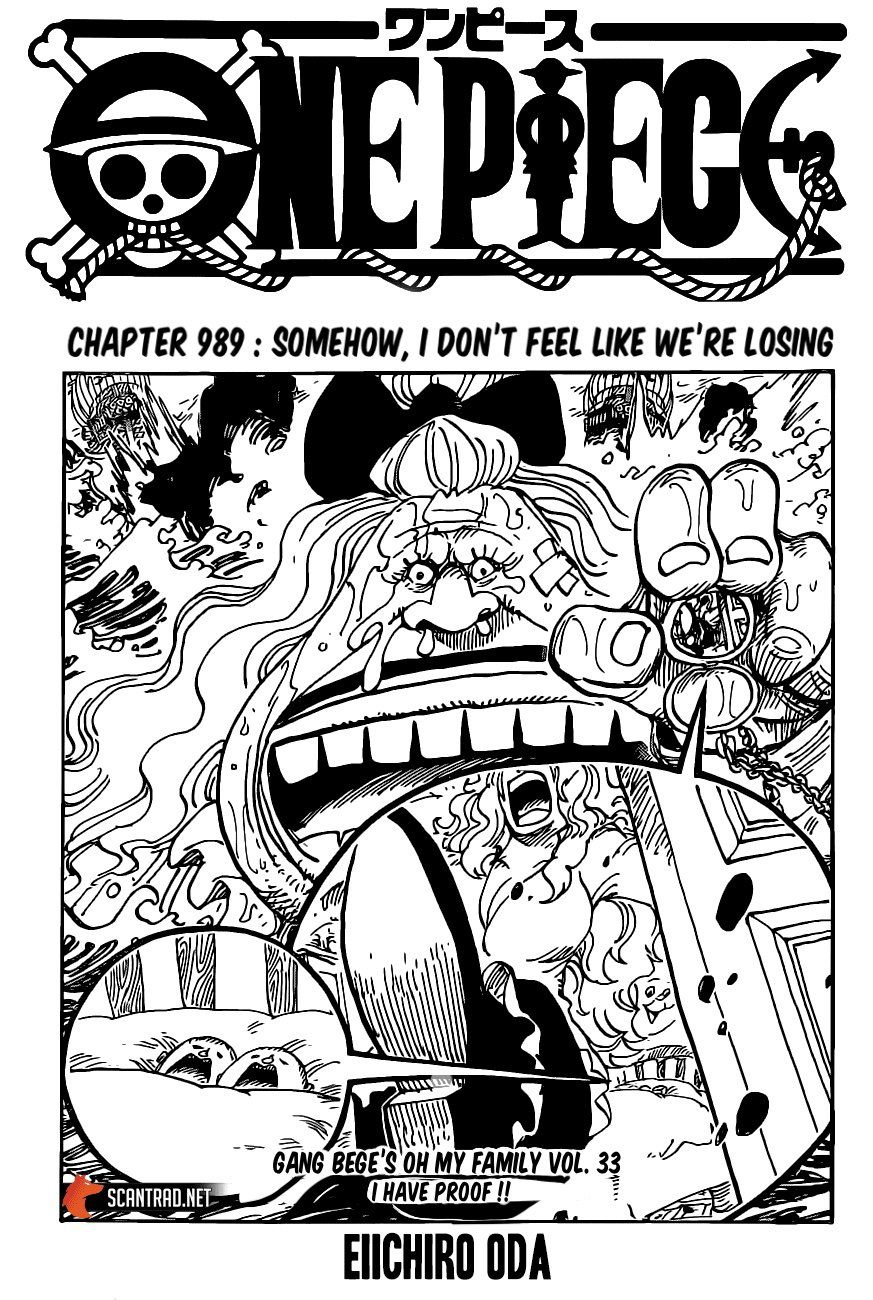 ワンピース
ONE PIECE
CHAPTER 989 : SOMEHOW, I DON'T FEEL LIKE WE'RE LOSING
GANG BEGE'S OH MY FAMILY VOL. 33
I HAVE PROOF !!
SCANTRAD.NET
EIICHIRO ODA